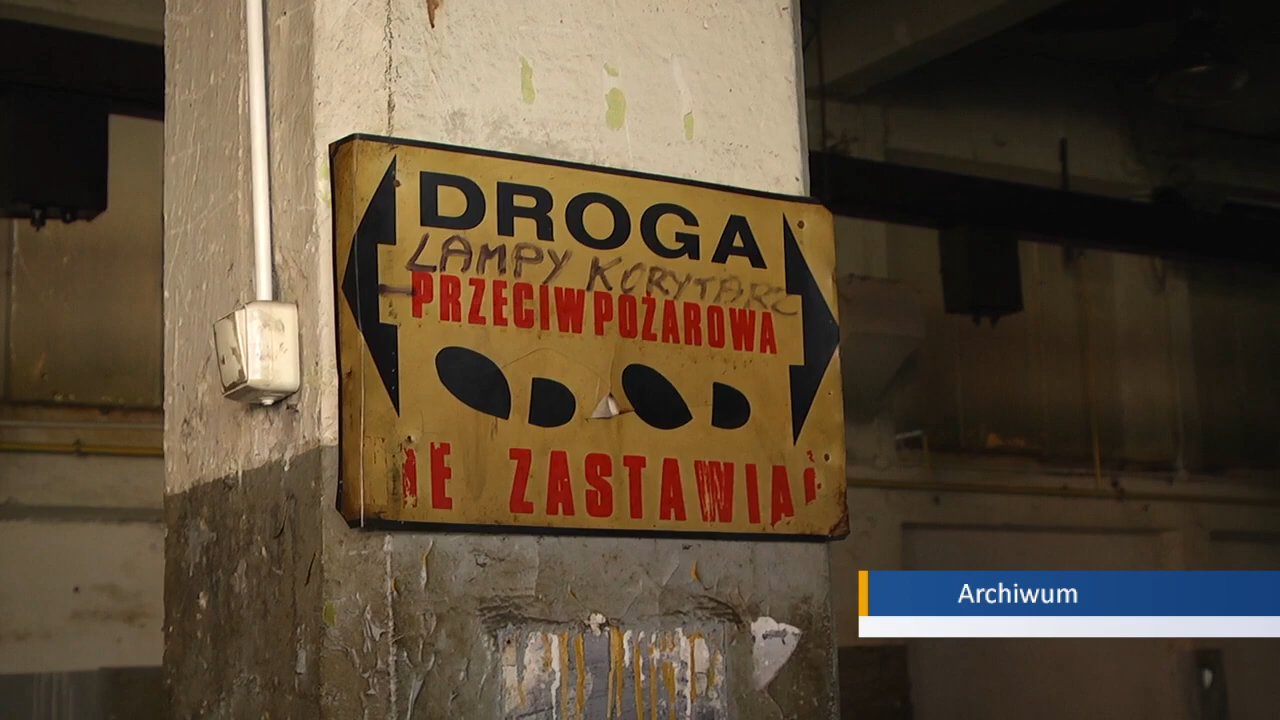 DROGA
LAMPY KORYTARZ
PRZECIWPOŻAROWA
NIE ZASTAWIAĆ
Archiwum